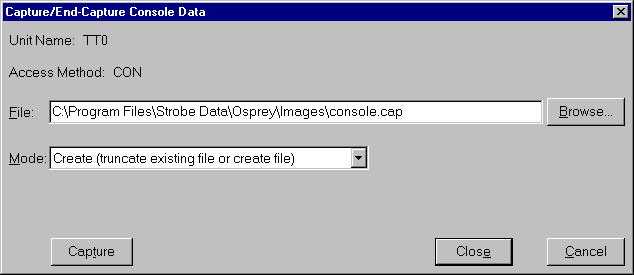 Capture/End-Capture Console Data
Unit Name: TT0
Access Method: CON
File: C:\Program Files\Strobe Data\Osprey\Images\console.cap Browse...
Mode: Create (truncate existing file or create file)
Capture Close Cancel